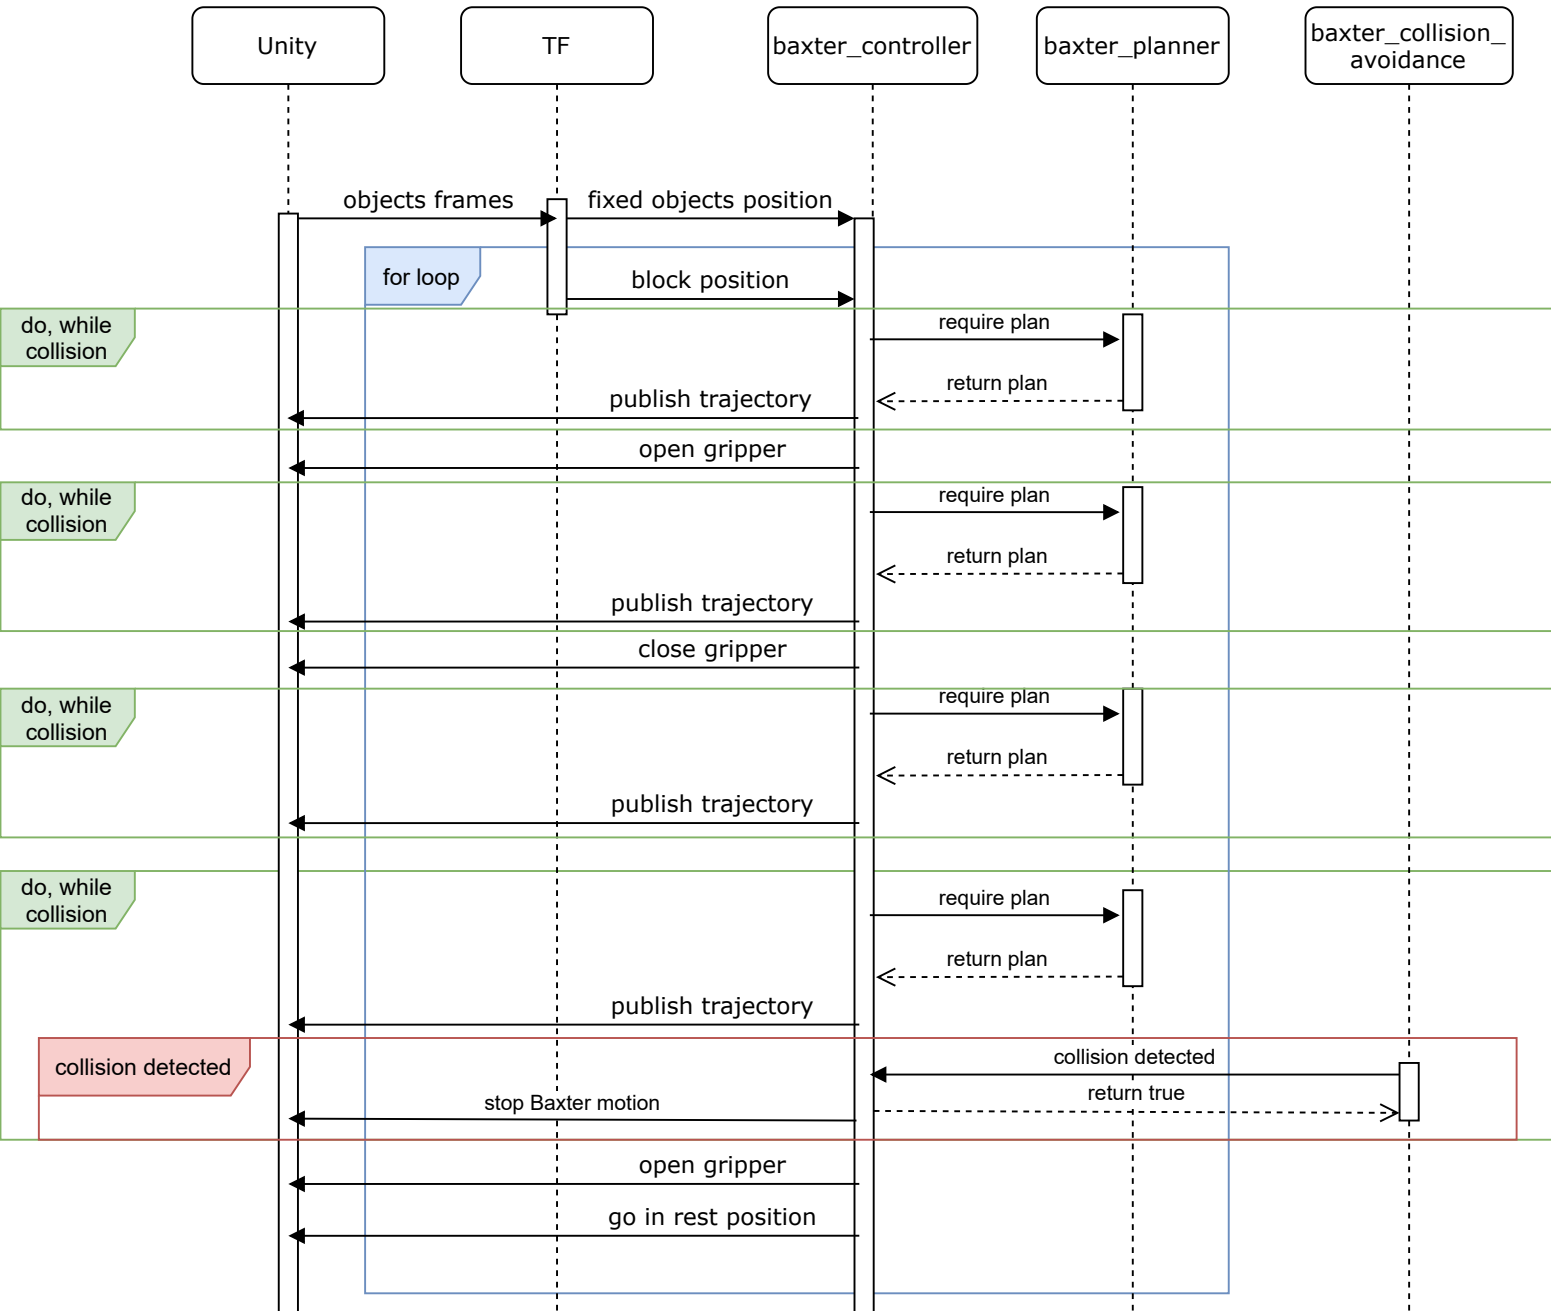 Unity
TF
baxter_controller
baxter_planner
baxter_collision_
avoidance
objects frames
fixed objects position
for loop
block position
do, while
collision
require plan
return plan
publish trajectory
open gripper
do, while
collision
require plan
return plan
publish trajectory
close gripper
do, while
collision
require plan
return plan
publish trajectory
do, while
collision
require plan
return plan
publish trajectory
collision detected
collision detected
return true
stop Baxter motion
open gripper
go in rest position